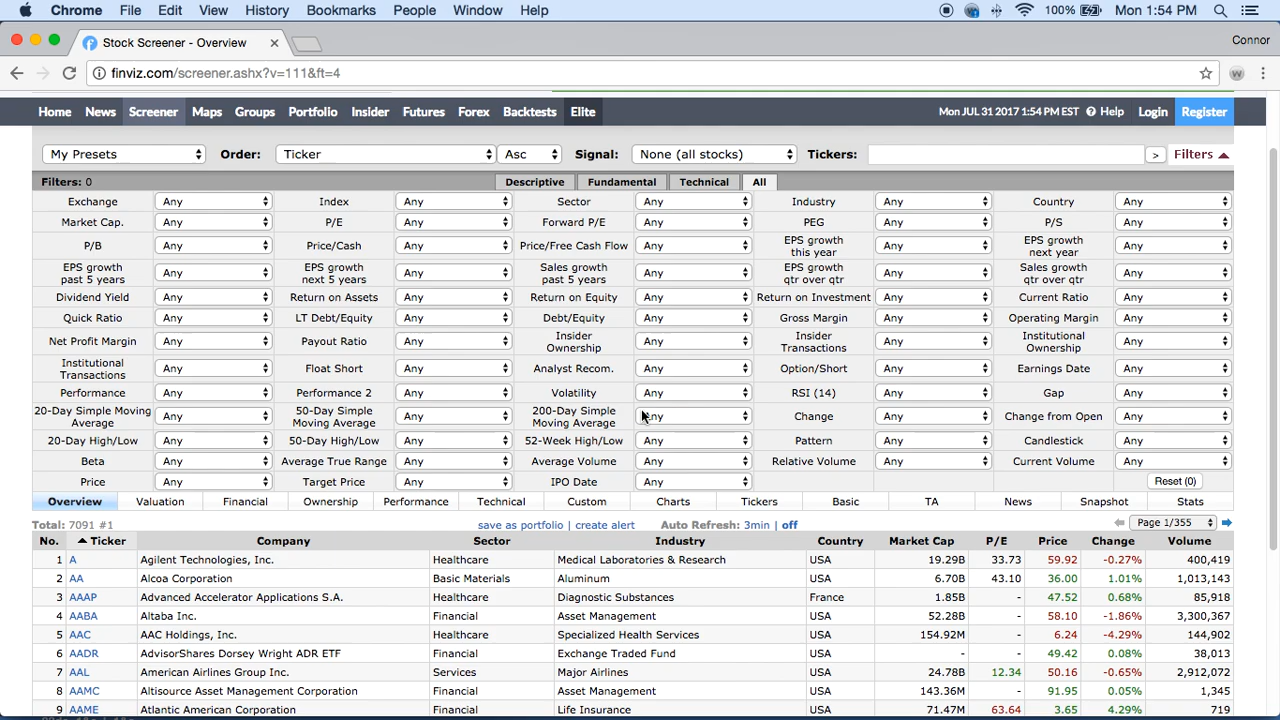 Chrome File Edit View History Bookmarks People Window Help 100% Mon 1:54 PM
Stock Screener - Overview Connor
finviz.com/screener.ashx?v=111&ft=4
Home News Screener Maps Groups Portfolio Insider Futures Forex Backtests Elite Mon JUL 31 2017 1:54 PM EST Help Login Register
My Presets Order: Ticker Asc Signal: None (all stocks) Tickers: > Filters
Filters: 0 Descriptive Fundamental Technical All
Exchange Any Index Any Sector Any Industry Any Country Any
Market Cap. Any P/E Any Forward P/E Any PEG Any P/S Any
P/B Any Price/Cash Any Price/Free Cash Flow Any EPS growth this year Any EPS growth next year Any
EPS growth past 5 years Any EPS growth next 5 years Any Sales growth past 5 years Any EPS growth qtr over qtr Any Sales growth qtr over qtr Any
Dividend Yield Any Return on Assets Any Return on Equity Any Return on Investment Any Current Ratio Any
Quick Ratio Any LT Debt/Equity Any Debt/Equity Any Gross Margin Any Operating Margin Any
Net Profit Margin Any Payout Ratio Any Insider Ownership Any Insider Transactions Any Institutional Ownership Any
Institutional Transactions Any Float Short Any Analyst Recom. Any Option/Short Any Earnings Date Any
Performance Any Performance 2 Any Volatility Any RSI (14) Any Gap Any
20-Day Simple Moving Average Any 50-Day Simple Moving Average Any 200-Day Simple Moving Average Any Change Any Change from Open Any
20-Day High/Low Any 50-Day High/Low Any 52-Week High/Low Any Pattern Any Candlestick Any
Beta Any Average True Range Any Average Volume Any Relative Volume Any Current Volume Any
Price Any Target Price Any IPO Date Any Reset (0)
Overview Valuation Financial Ownership Performance Technical Custom Charts Tickers Basic TA News Snapshot Stats
Total: 7091 #1 save as portfolio | create alert Auto Refresh: 3min | off Page 1/355
No. Ticker Company Sector Industry Country Market Cap P/E Price Change Volume
1 A Agilent Technologies, Inc. Healthcare Medical Laboratories & Research USA 19.29B 33.73 59.92 -0.27% 400,419
2 AA Alcoa Corporation Basic Materials Aluminum USA 6.70B 43.10 36.00 1.01% 1,013,143
3 AAAP Advanced Accelerator Applications S.A. Healthcare Diagnostic Substances France 1.85B - 47.52 0.68% 85,918
4 AABA Altaba Inc. Financial Asset Management USA 52.28B - 58.10 -1.86% 3,300,367
5 AAC AAC Holdings, Inc. Healthcare Specialized Health Services USA 154.92M - 6.24 -4.29% 144,902
6 AADR AdvisorShares Dorsey Wright ADR ETF Financial Exchange Traded Fund USA - - 49.42 0.08% 38,013
7 AAL American Airlines Group Inc. Services Major Airlines USA 24.78B 12.34 50.16 -0.65% 2,912,072
8 AAMC Altisource Asset Management Corporation Financial Asset Management USA 143.36M - 91.95 0.05% 1,345
9 AAME Atlantic American Corporation Financial Life Insurance USA 71.47M 63.64 3.65 4.29% 719